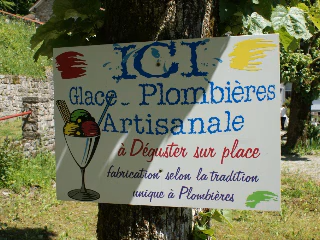 ICI
Glace Plombières
Artisanale
à Déguster sur place
fabrication* selon la tradition
unique à Plombières